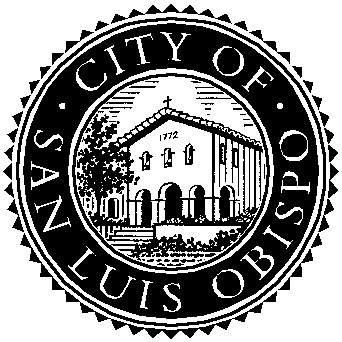 · CITY OF ·
SAN LUIS OBISPO
1772